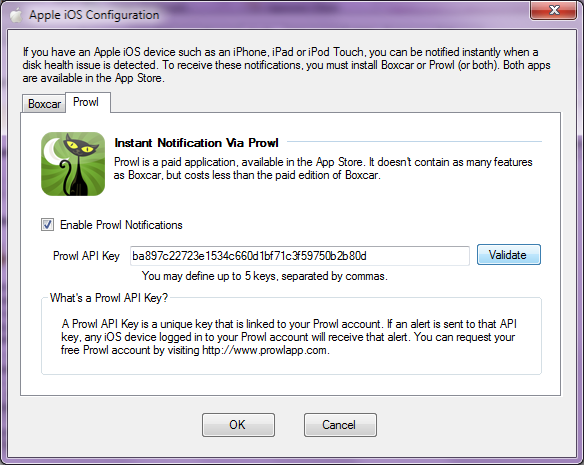 Apple iOS Configuration
If you have an Apple iOS device such as an iPhone, iPad or iPod Touch, you can be notified instantly when a
disk health issue is detected. To receive these notifications, you must install Boxcar or Prowl (or both). Both apps
are available in the App Store.
Boxcar Prowl
Instant Notification Via Prowl
Prowl is a paid application, available in the App Store. It doesn't contain as many features
as Boxcar, but costs less than the paid edition of Boxcar.
Enable Prowl Notifications
Prowl API Key ba897c22723e1534c660d1bf71c3f59750b2b80d Validate
You may define up to 5 keys, separated by commas.
What's a Prowl API Key?
A Prowl API Key is a unique key that is linked to your Prowl account. If an alert is sent to that API
key, any iOS device logged in to your Prowl account will receive that alert. You can request your
free Prowl account by visiting http://www.prowlapp.com.
OK Cancel